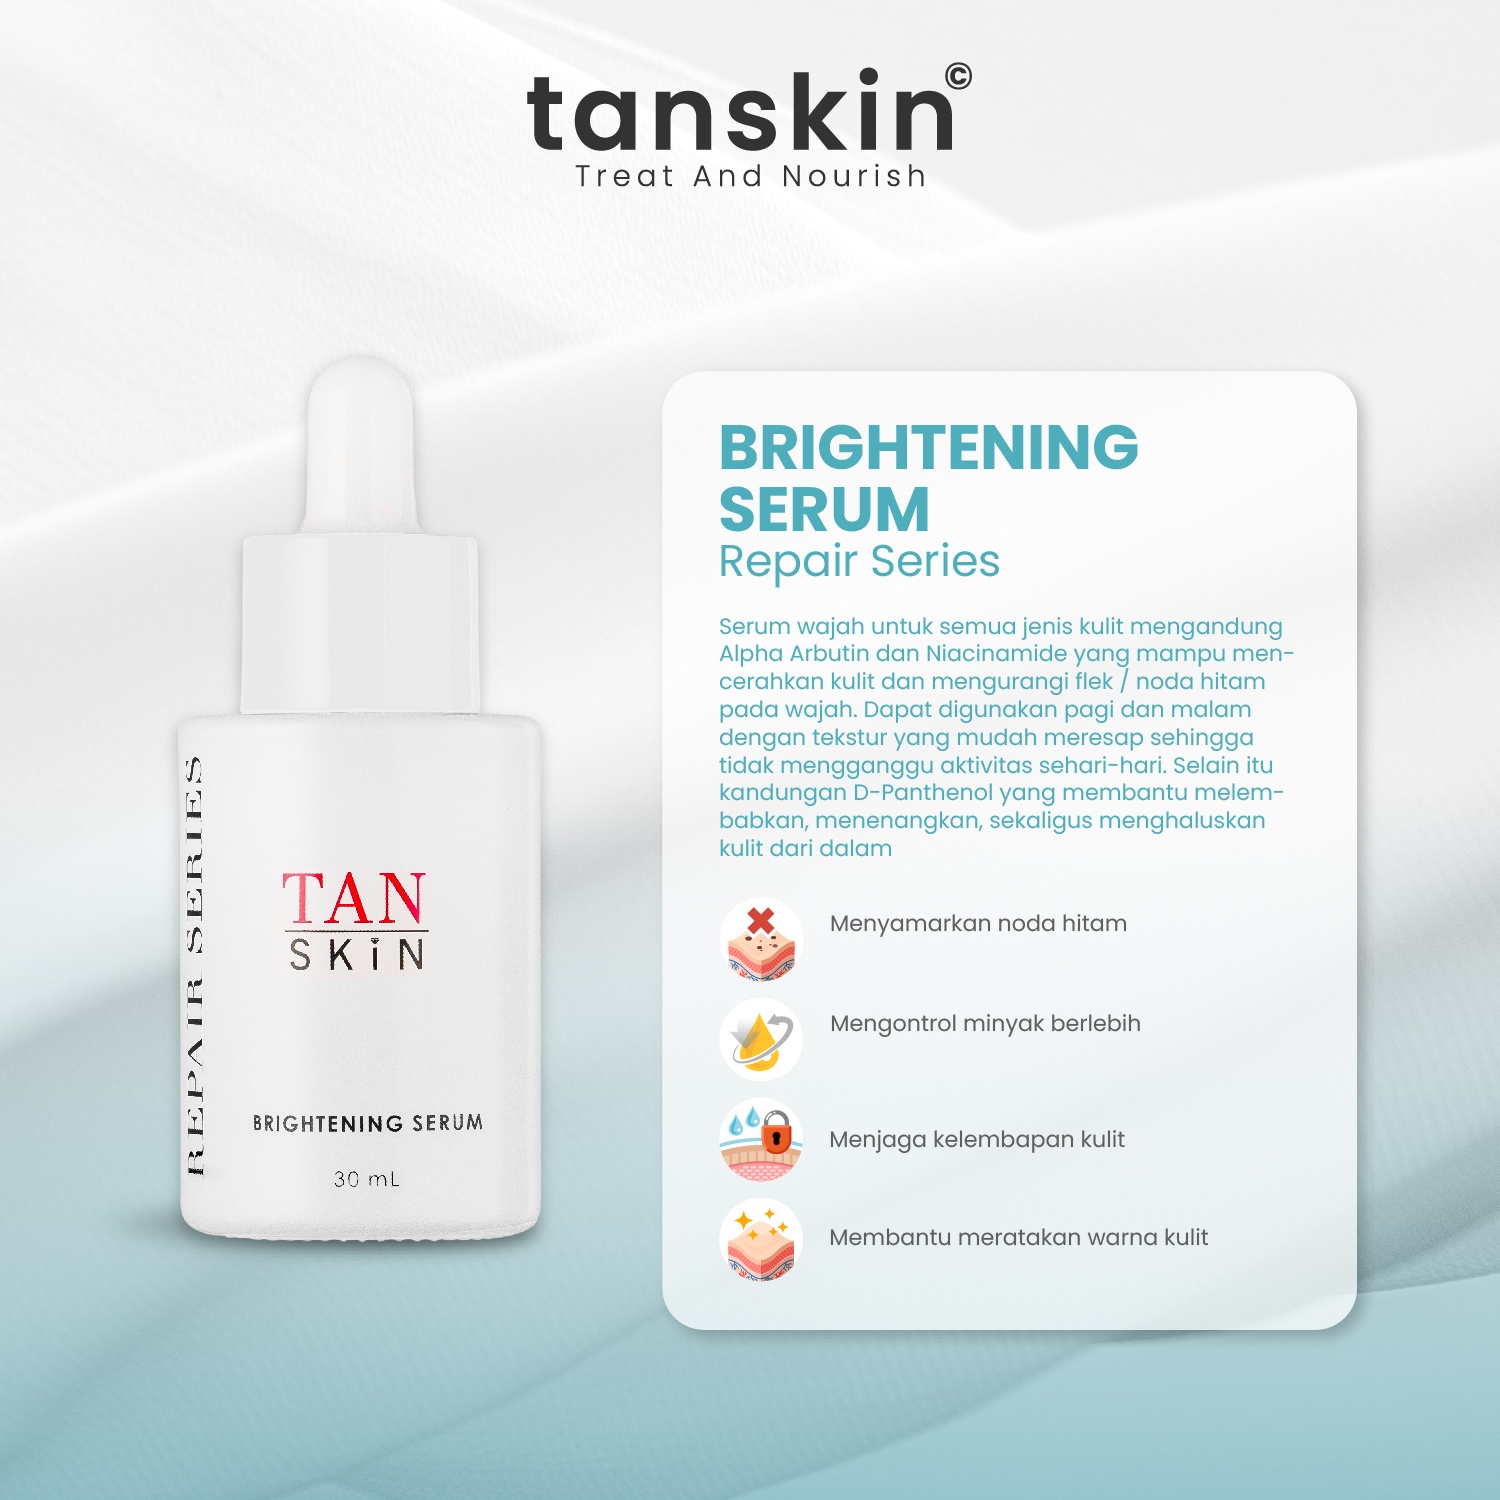 tanskin©
Treat And Nourish
BRIGHTENING
SERUM
Repair Series
Serum wajah untuk semua jenis kulit mengandung
Alpha Arbutin dan Niacinamide yang mampu men-
cerahkan kulit dan mengurangi flek / noda hitam
pada wajah. Dapat digunakan pagi dan malam
dengan tekstur yang mudah meresap sehingga
tidak mengganggu aktivitas sehari-hari. Selain itu
kandungan D-Panthenol yang membantu melem-
babkan, menenangkan, sekaligus menghaluskan
kulit dari dalam
Menyamarkan noda hitam
Mengontrol minyak berlebih
Menjaga kelembapan kulit
Membantu meratakan warna kulit
REPAIR SERIES
TAN
SKiN
BRIGHTENING SERUM
30 mL